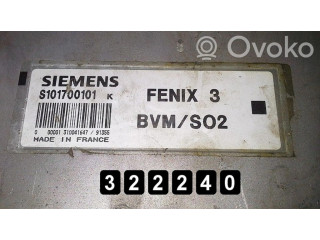 Ovoko
SIEMENS
S101700101 K
FENIX 3
BVM/SO2
MADE IN FRANCE
322240